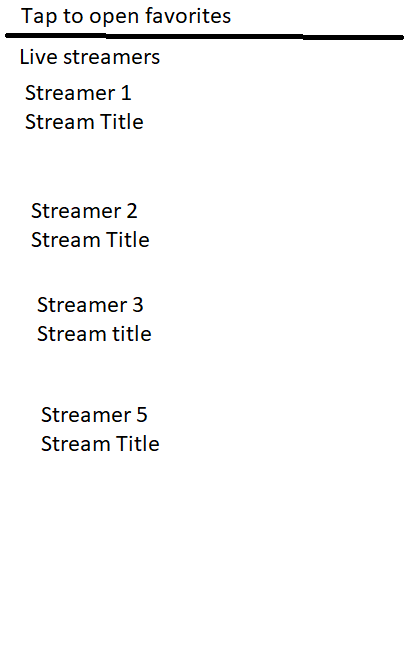 Tap to open favorites
Live streamers
Streamer 1
Stream Title
Streamer 2
Stream Title
Streamer 3
Stream title
Streamer 5
Stream Title